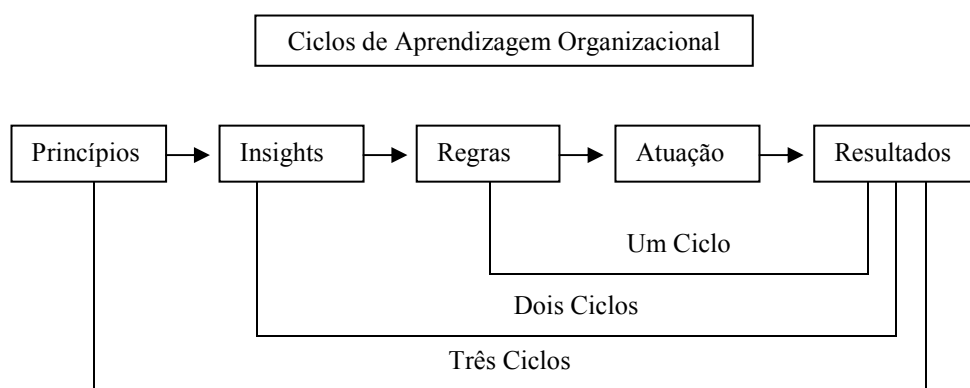 Ciclos de Aprendizagem Organizacional
Princípios
Insights
Regras
Atuação
Resultados
Um Ciclo
Dois Ciclos
Três Ciclos